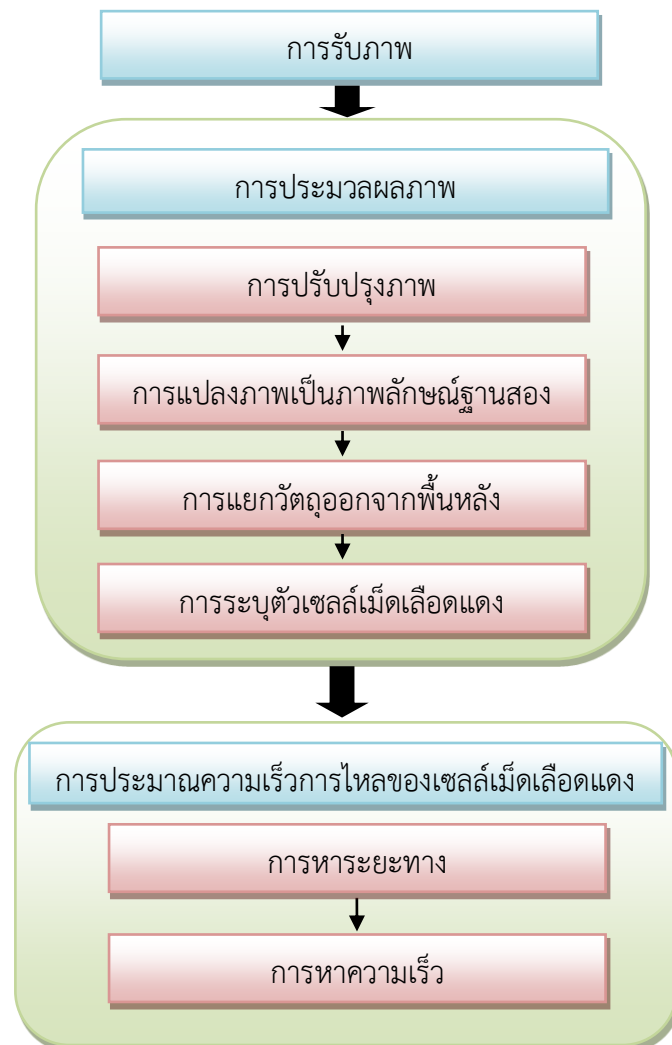 การรับภาพ
การประมวลผลภาพ
การปรับปรุงภาพ
การแปลงภาพเป็นภาพลักษณ์ฐานสอง
การแยกวัตถุออกจากพื้นหลัง
การระบุตัวเซลล์เม็ดเลือดแดง
การประมาณความเร็วการไหลของเซลล์เม็ดเลือดแดง
การหาระยะทาง
การหาความเร็ว